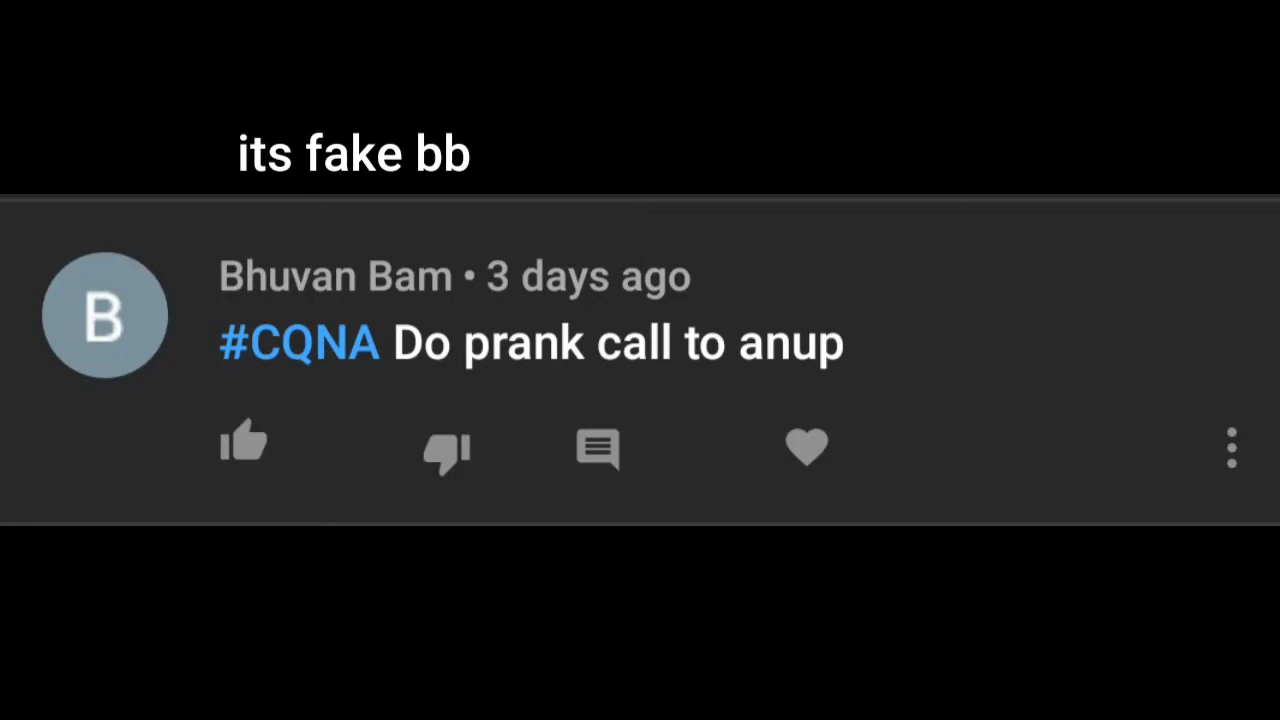 its fake bb
B
Bhuvan Bam • 3 days ago
#CQNA Do prank call to anup